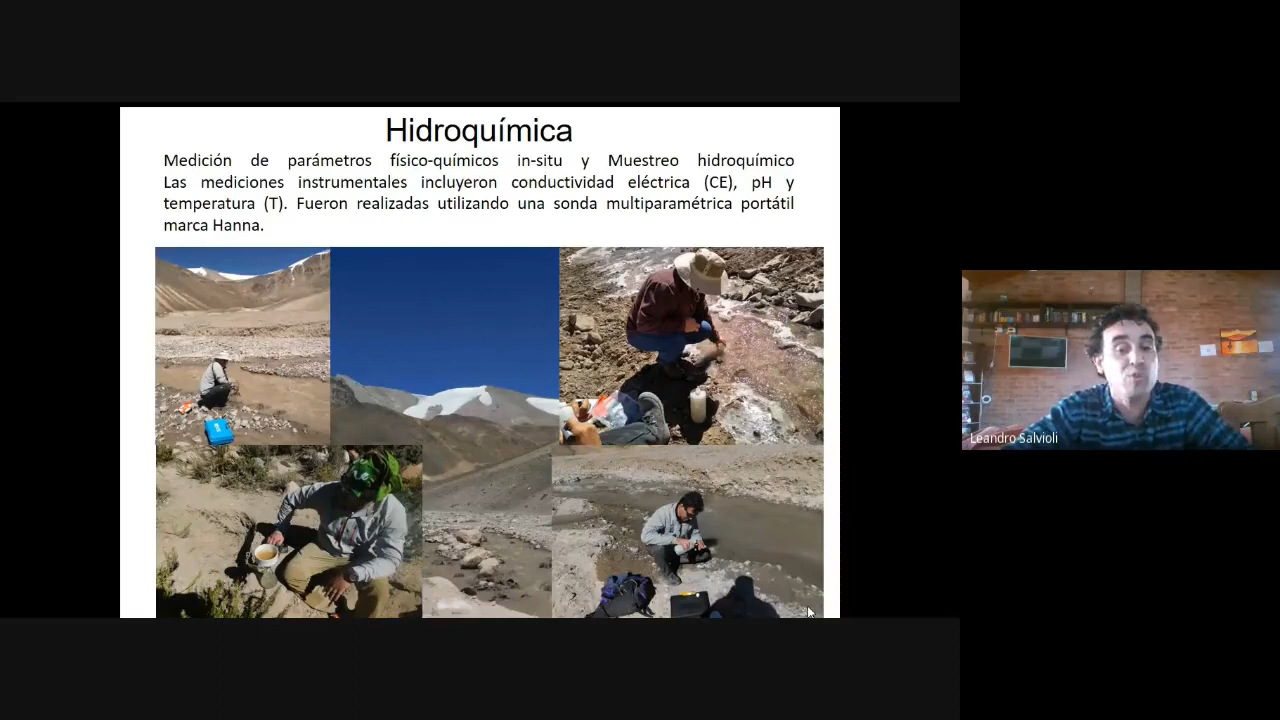 Hidroquímica
Medición de parámetros físico-químicos in-situ y Muestreo hidroquímico
Las mediciones instrumentales incluyeron conductividad eléctrica (CE), pH y
temperatura (T). Fueron realizadas utilizando una sonda multiparamétrica portátil
marca Hanna.
Leandro Salvioli